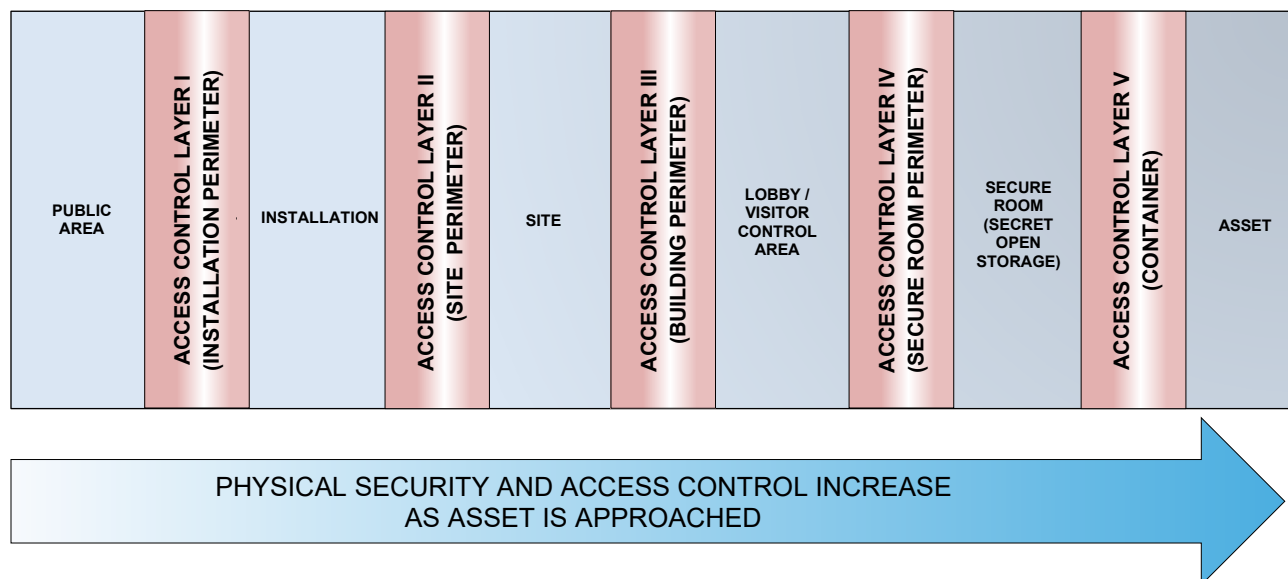 PUBLIC
AREA
ACCESS CONTROL LAYER I
(INSTALLATION PERIMETER)
INSTALLATION
ACCESS CONTROL LAYER II
(SITE PERIMETER)
SITE
ACCESS CONTROL LAYER III
(BUILDING PERIMETER)
LOBBY /
VISITOR
CONTROL
AREA
ACCESS CONTROL LAYER IV
(SECURE ROOM PERIMETER)
SECURE
ROOM
(SECRET
OPEN
STORAGE)
ACCESS CONTROL LAYER V
(CONTAINER)
ASSET
PHYSICAL SECURITY AND ACCESS CONTROL INCREASE
AS ASSET IS APPROACHED